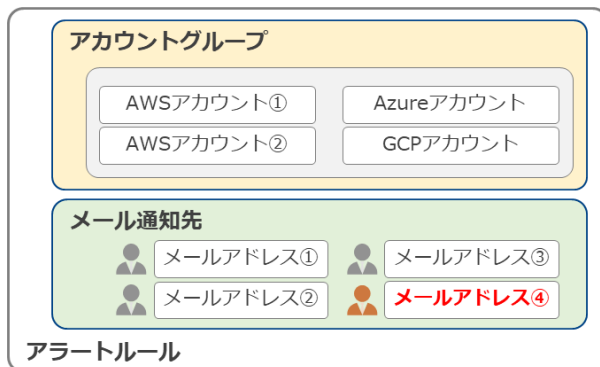 アカウントグループ
AWSアカウント①
Azureアカウント
AWSアカウント②
GCPアカウント
メール通知先
メールアドレス①
メールアドレス③
メールアドレス②
メールアドレス④
アラートルール